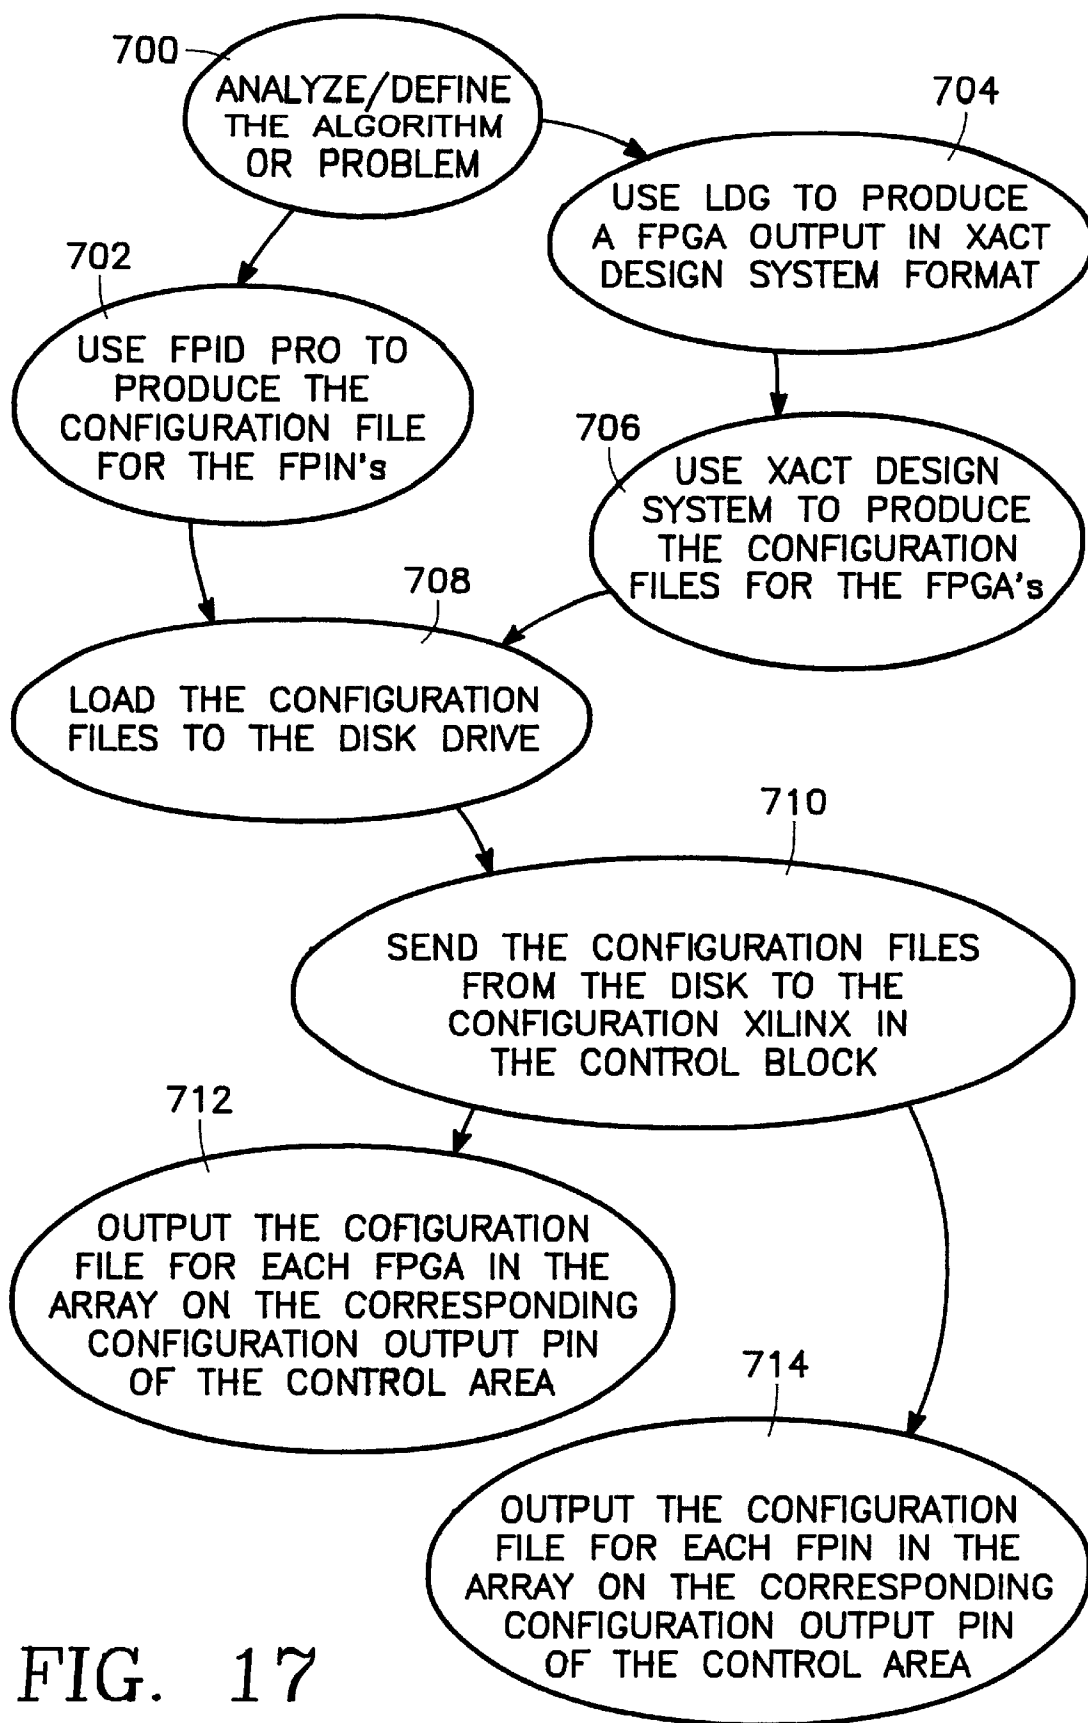 700
ANALYZE/DEFINE
THE ALGORITHM
OR PROBLEM
704
USE LDG TO PRODUCE
A FPGA OUTPUT IN XACT
DESIGN SYSTEM FORMAT
702
USE FPID PRO TO
PRODUCE THE
CONFIGURATION FILE
FOR THE FPIN's
706
USE XACT DESIGN
SYSTEM TO PRODUCE
THE CONFIGURATION
FILES FOR THE FPGA's
708
LOAD THE CONFIGURATION
FILES TO THE DISK DRIVE
710
SEND THE CONFIGURATION FILES
FROM THE DISK TO THE
CONFIGURATION XILINX IN
THE CONTROL BLOCK
712
OUTPUT THE COFIGURATION
FILE FOR EACH FPGA IN THE
ARRAY ON THE CORRESPONDING
CONFIGURATION OUTPUT PIN
OF THE CONTROL AREA
714
OUTPUT THE CONFIGURATION
FILE FOR EACH FPIN IN THE
ARRAY ON THE CORRESPONDING
CONFIGURATION OUTPUT PIN
OF THE CONTROL AREA
FIG. 17